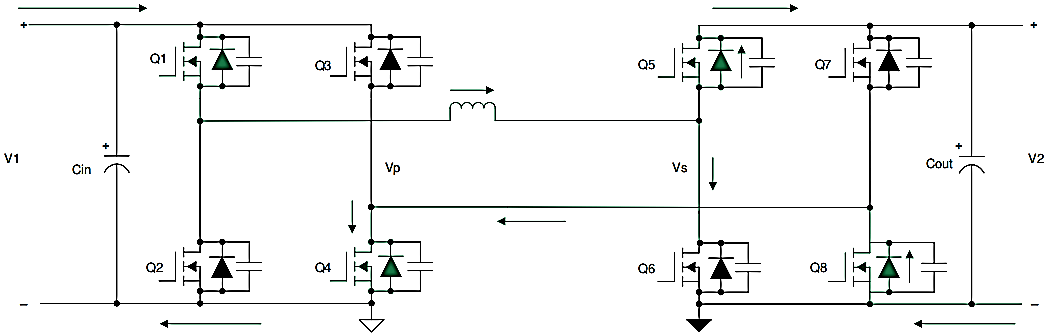 + +
Q1 Q3 Q5 Q7
V1 + Cin Vp Vs + Cout V2
Q2 Q4 Q6 Q8
− −